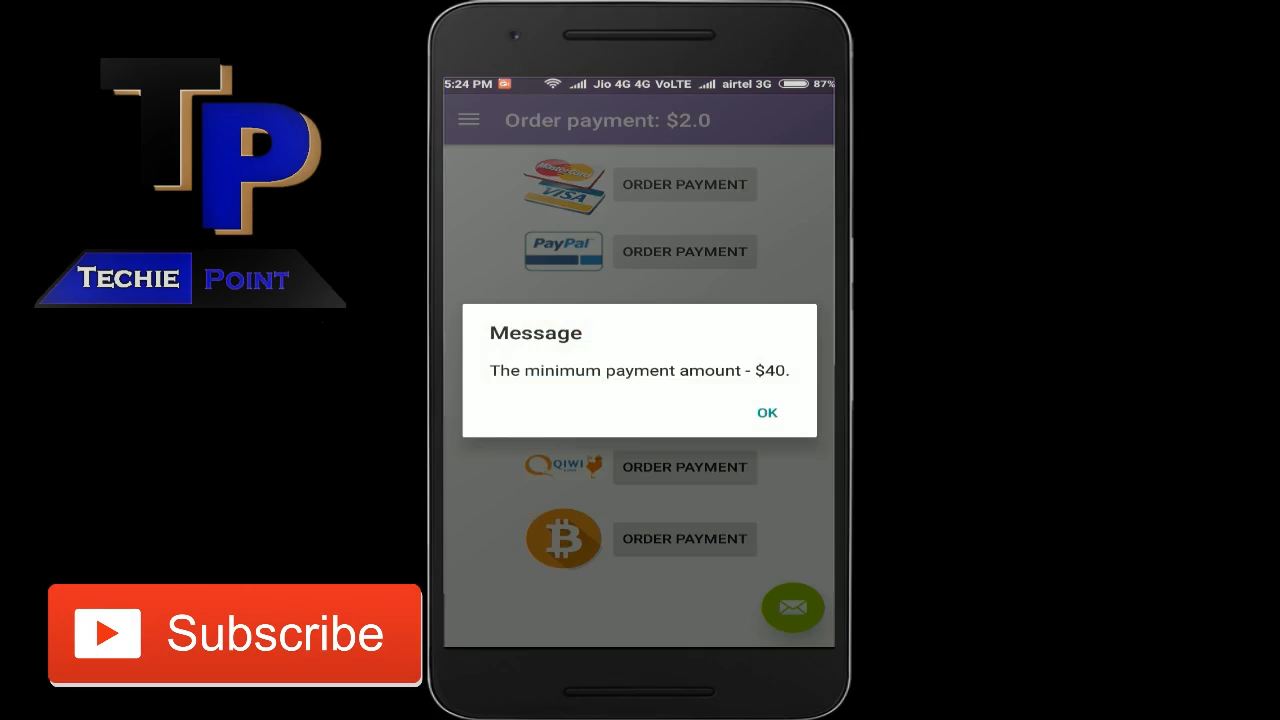 TP
TECHIE POINT
5:24 PM Jio 4G 4G VoLTE airtel 3G 87%
Order payment: $2.0
MasterCard
VISA
ORDER PAYMENT
PayPal
ORDER PAYMENT
Message
The minimum payment amount - $40.
OK
QIWI
ORDER PAYMENT
ORDER PAYMENT
Subscribe